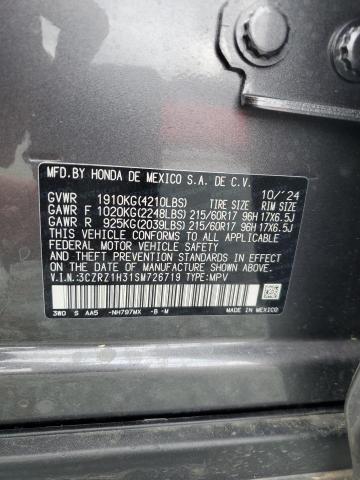 MFD.BY HONDA DE MEXICO S.A. DE C.V.
10/'24
GVWR 1910KG(4210LBS) TIRE SIZE RIM SIZE
GAWR F 1020KG(2248LBS) 215/60R17 96H 17X6.5J
GAWR R 925KG(2039LBS) 215/60R17 96H 17X6.5J
THIS VEHICLE CONFORMS TO ALL APPLICABLE
FEDERAL MOTOR VEHICLE SAFETY AND THEFT
PREVENTION STANDARDS IN EFFECT ON THE
DATE OF MANUFACTURE SHOWN ABOVE.
V.I.N.:3CZRZ1H31SM726719 TYPE:MPV
3W0 S AA5 -NH797MX -B -M MADE IN MEXICO